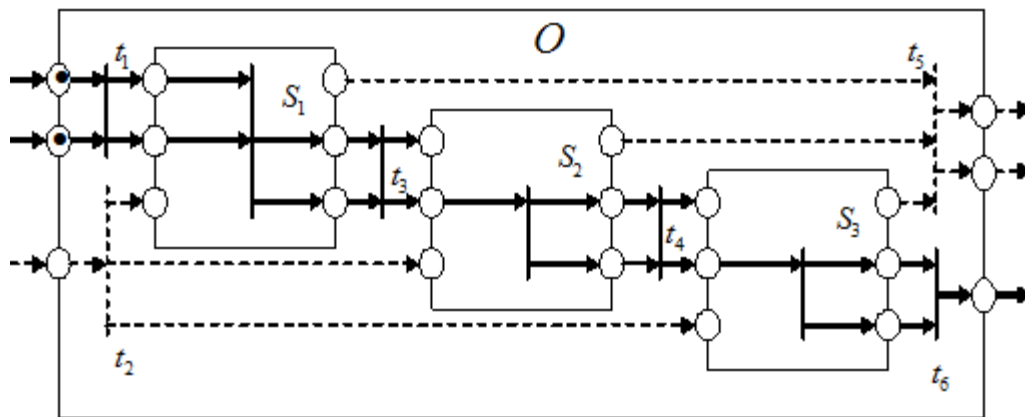 O
t₁
t₅
S₁
S₂
t₃
S₃
t₄
t₂
t₆